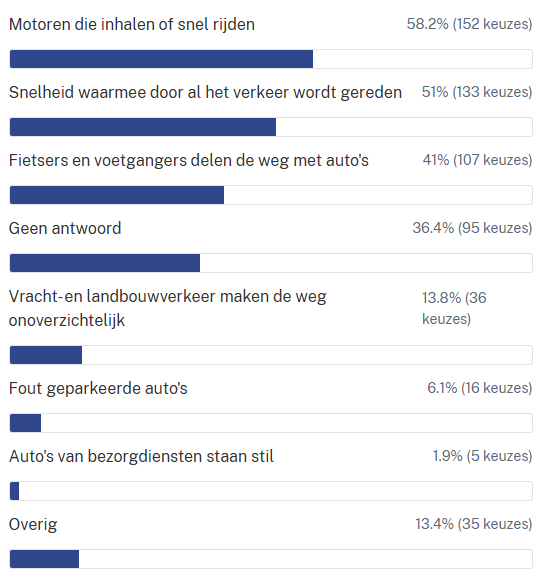 Motoren die inhalen of snel rijden 58.2% (152 keuzes)
Snelheid waarmee door al het verkeer wordt gereden 51% (133 keuzes)
Fietsers en voetgangers delen de weg met auto's 41% (107 keuzes)
Geen antwoord 36.4% (95 keuzes)
Vracht- en landbouwverkeer maken de weg 13.8% (36
onoverzichtelijk keuzes)
Fout geparkeerde auto's 6.1% (16 keuzes)
Auto's van bezorgdiensten staan stil 1.9% (5 keuzes)
Overig 13.4% (35 keuzes)